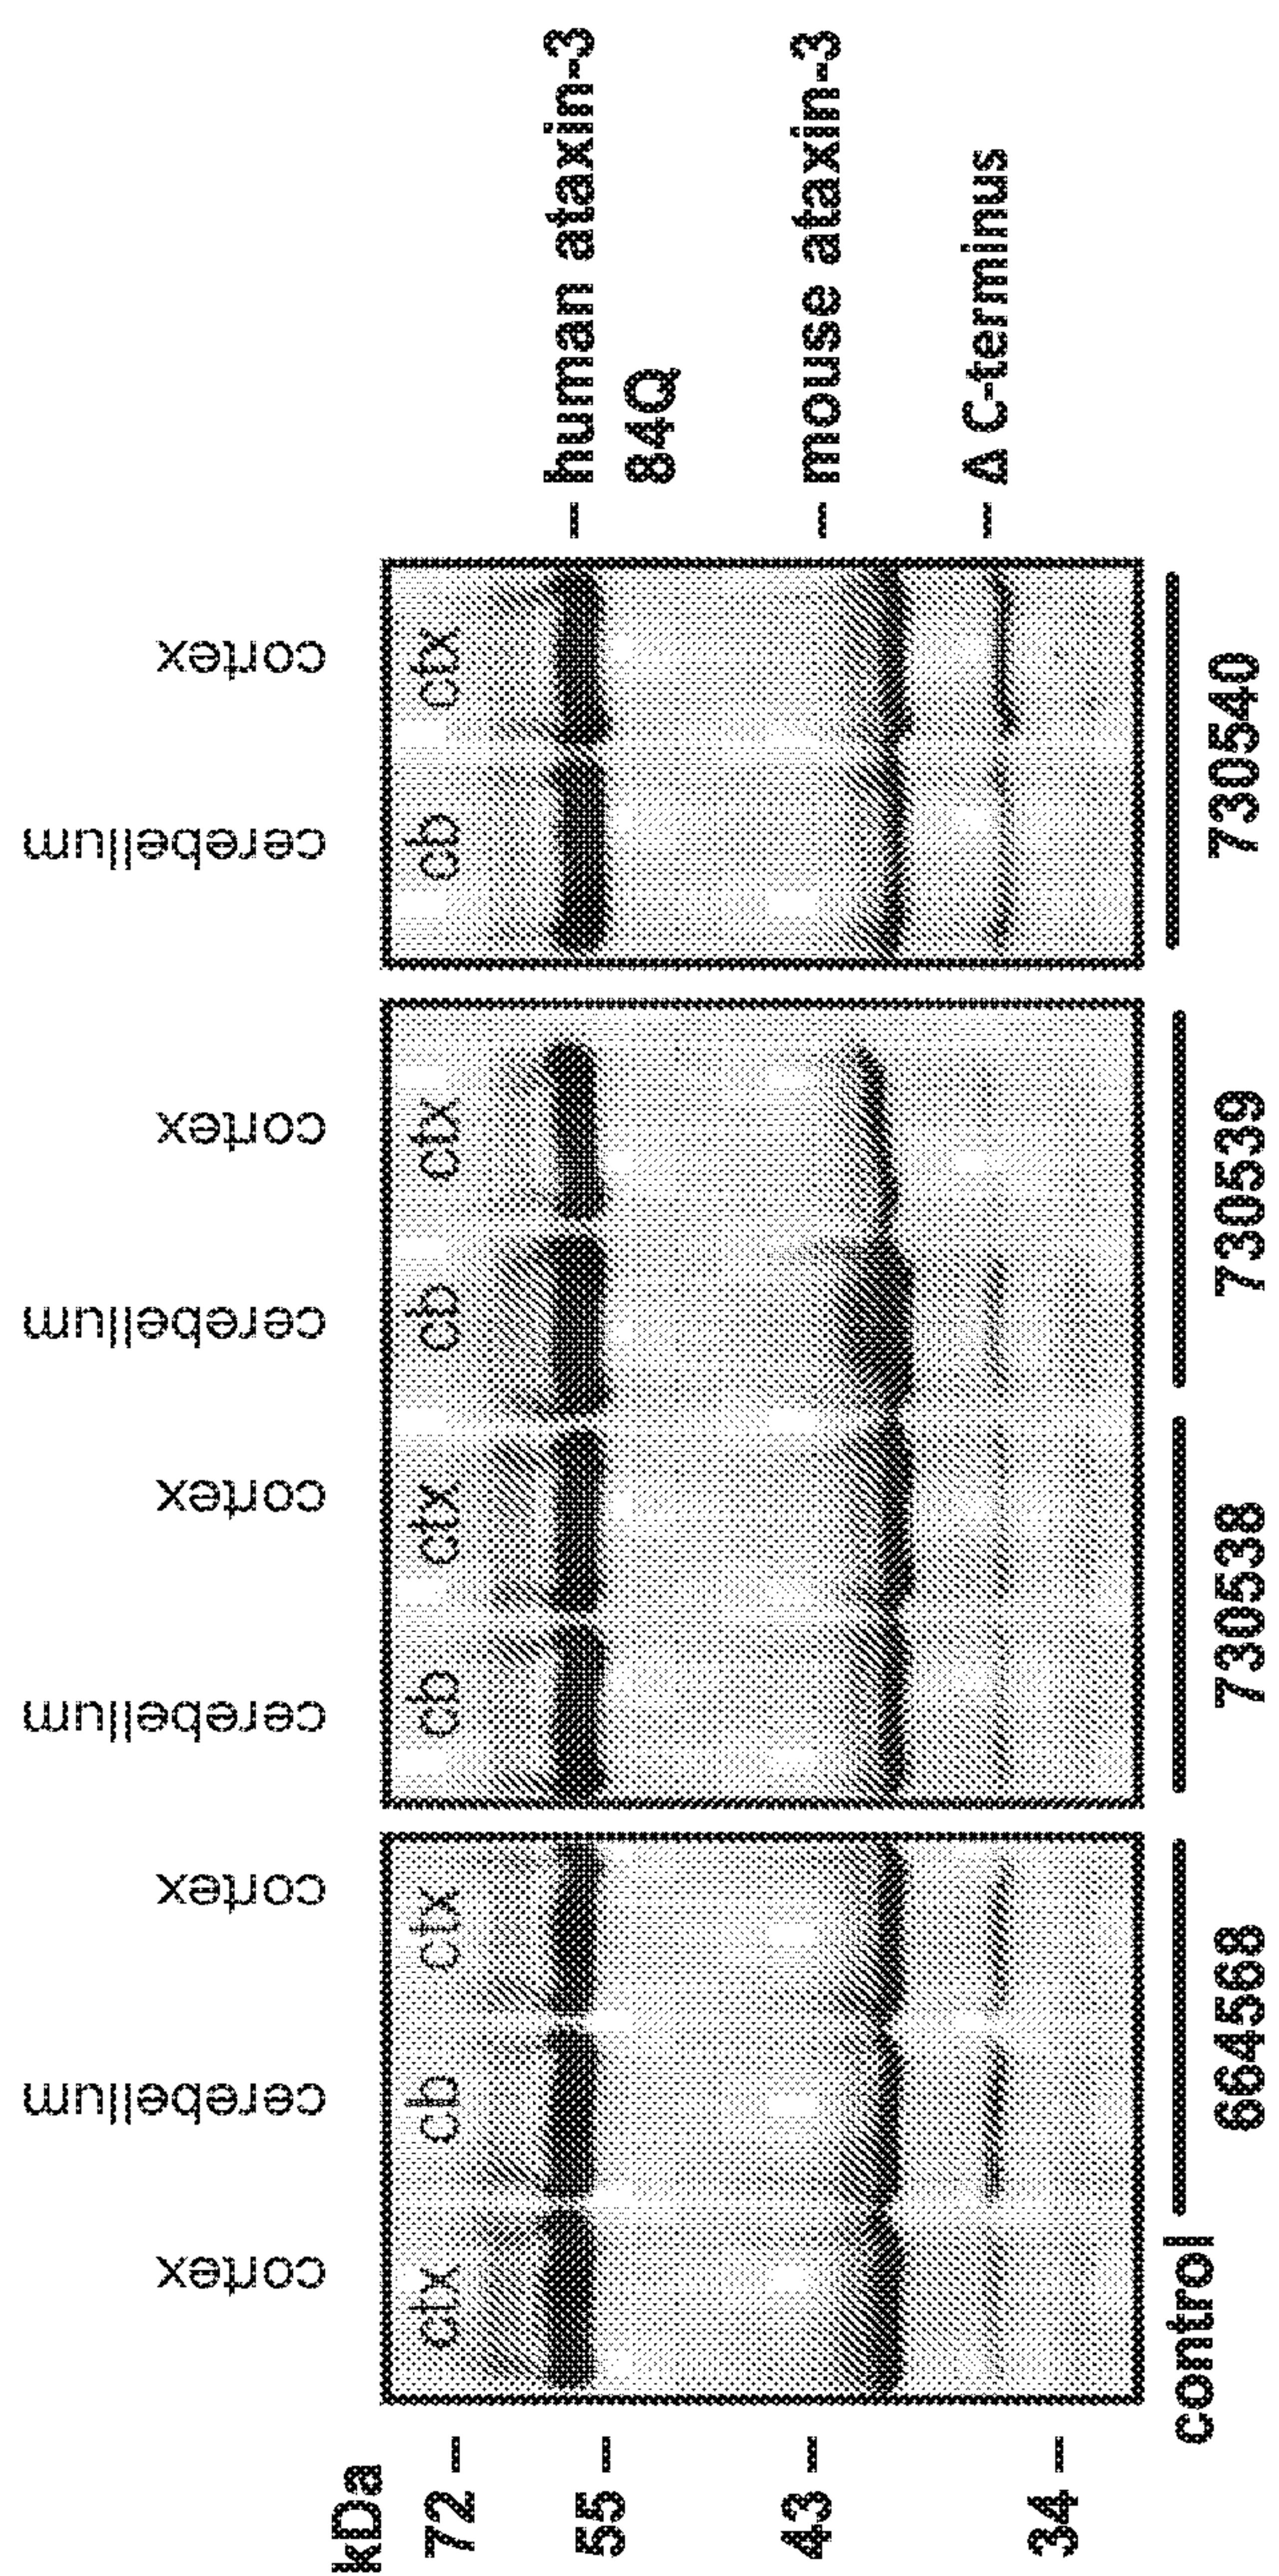 cortex
cerebellum
cortex
cerebellum
cortex
cerebellum
cortex
cerebellum
cortex
kDa
72
55
43
34
ctx
cb
ctx
cb
ctx
cb
ctx
cb
ctx
human ataxin-3
84Q
mouse ataxin-3
Δ C-terminus
control
664568
730538
730539
730540